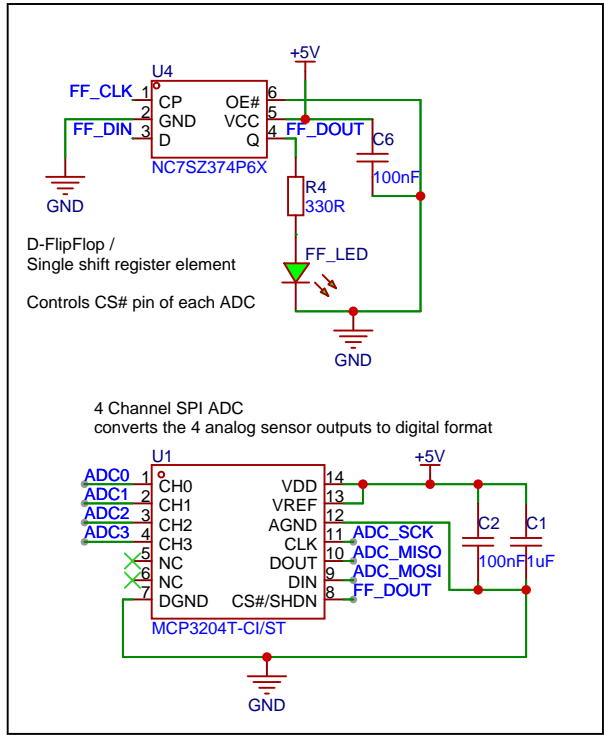 +5V
U4
FF_CLK 1 CP OE# 6
2 GND VCC 5
FF_DIN 3 D Q 4 FF_DOUT
NC7SZ374P6X
C6
100nF
GND
R4
330R
D-FlipFlop /
Single shift register element
FF_LED
Controls CS# pin of each ADC
GND
4 Channel SPI ADC
converts the 4 analog sensor outputs to digital format
U1
+5V
ADC0 1 CH0 VDD 14
ADC1 2 CH1 VREF 13
ADC2 3 CH2 AGND 12
ADC3 4 CH3 CLK 11 ADC_SCK
5 NC DOUT 10 ADC_MISO
6 NC DIN 9 ADC_MOSI
7 DGND CS#/SHDN 8 FF_DOUT
MCP3204T-CI/ST
C2
100nF
C1
1uF
GND